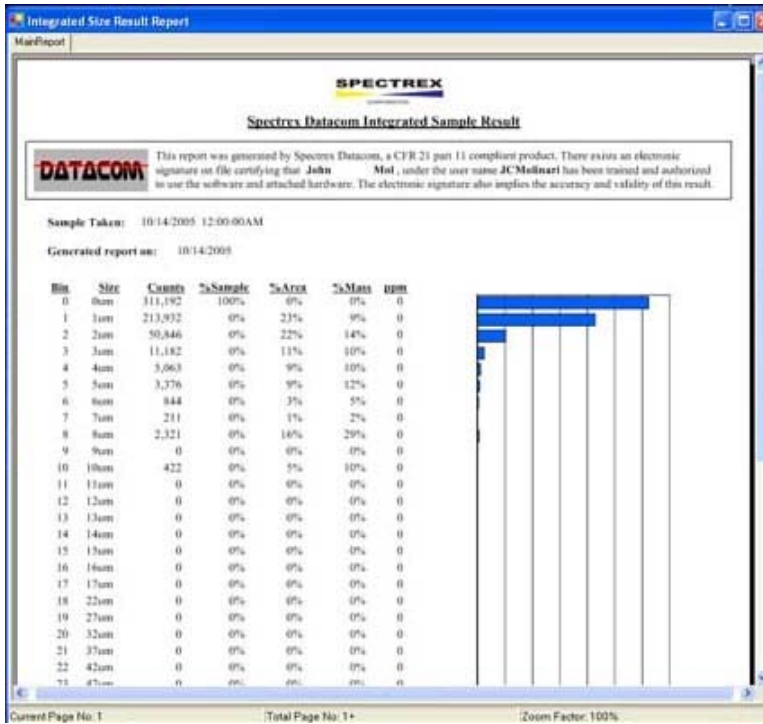 Integrated Size Result Report
MainReport
SPECTREX
Spectrex Datacom Integrated Sample Result
DATACOM
This report was generated by Spectrex Datacom, a CFR 21 part 11 compliant product. There exists an electronic
signature on file certifying that John Mol , under the user name JCMolinari has been trained and authorized
to use the software and attached hardware. The electronic signature also implies the accuracy and validity of this result.
Sample Taken: 10/14/2005 12:00:00AM
Generated report on: 10/14/2005
Bin Size Counts %Sample %Area %Mass ppm
0 0um 311,192 100% 0% 0% 0
1 1um 213,932 0% 23% 9% 0
2 2um 50,846 0% 22% 14% 0
3 3um 11,182 0% 11% 10% 0
4 4um 5,063 0% 9% 10% 0
5 5um 3,376 0% 9% 12% 0
6 6um 844 0% 3% 5% 0
7 7um 211 0% 1% 2% 0
8 8um 2,321 0% 16% 29% 0
9 9um 0 0% 0% 0% 0
10 10um 422 0% 5% 10% 0
11 11um 0 0% 0% 0% 0
12 12um 0 0% 0% 0% 0
13 13um 0 0% 0% 0% 0
14 14um 0 0% 0% 0% 0
15 15um 0 0% 0% 0% 0
16 16um 0 0% 0% 0% 0
17 17um 0 0% 0% 0% 0
18 22um 0 0% 0% 0% 0
19 27um 0 0% 0% 0% 0
20 32um 0 0% 0% 0% 0
21 37um 0 0% 0% 0% 0
22 42um 0 0% 0% 0% 0
23 47um 0 0% 0% 0% 0
Current Page No: 1
Total Page No: 1+
Zoom Factor: 100%